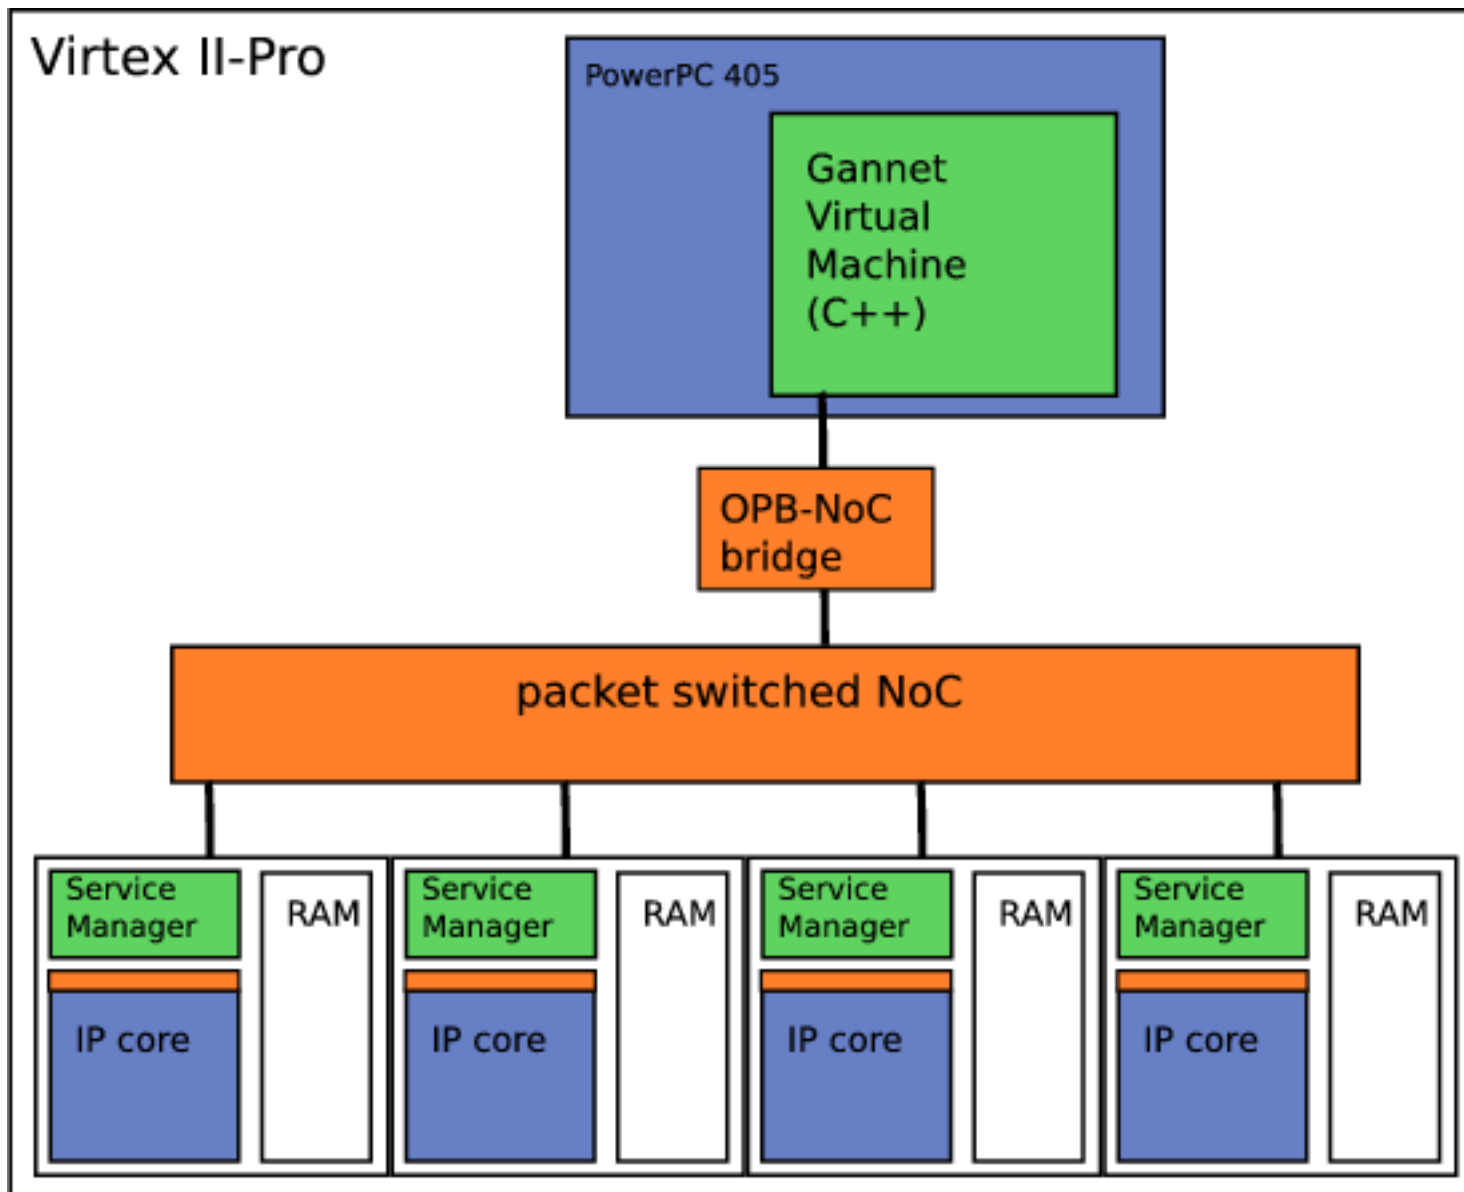 Virtex II-Pro
PowerPC 405
Gannet
Virtual
Machine
(C++)
OPB-NoC
bridge
packet switched NoC
Service
Manager
RAM
IP core
Service
Manager
RAM
IP core
Service
Manager
RAM
IP core
Service
Manager
RAM
IP core